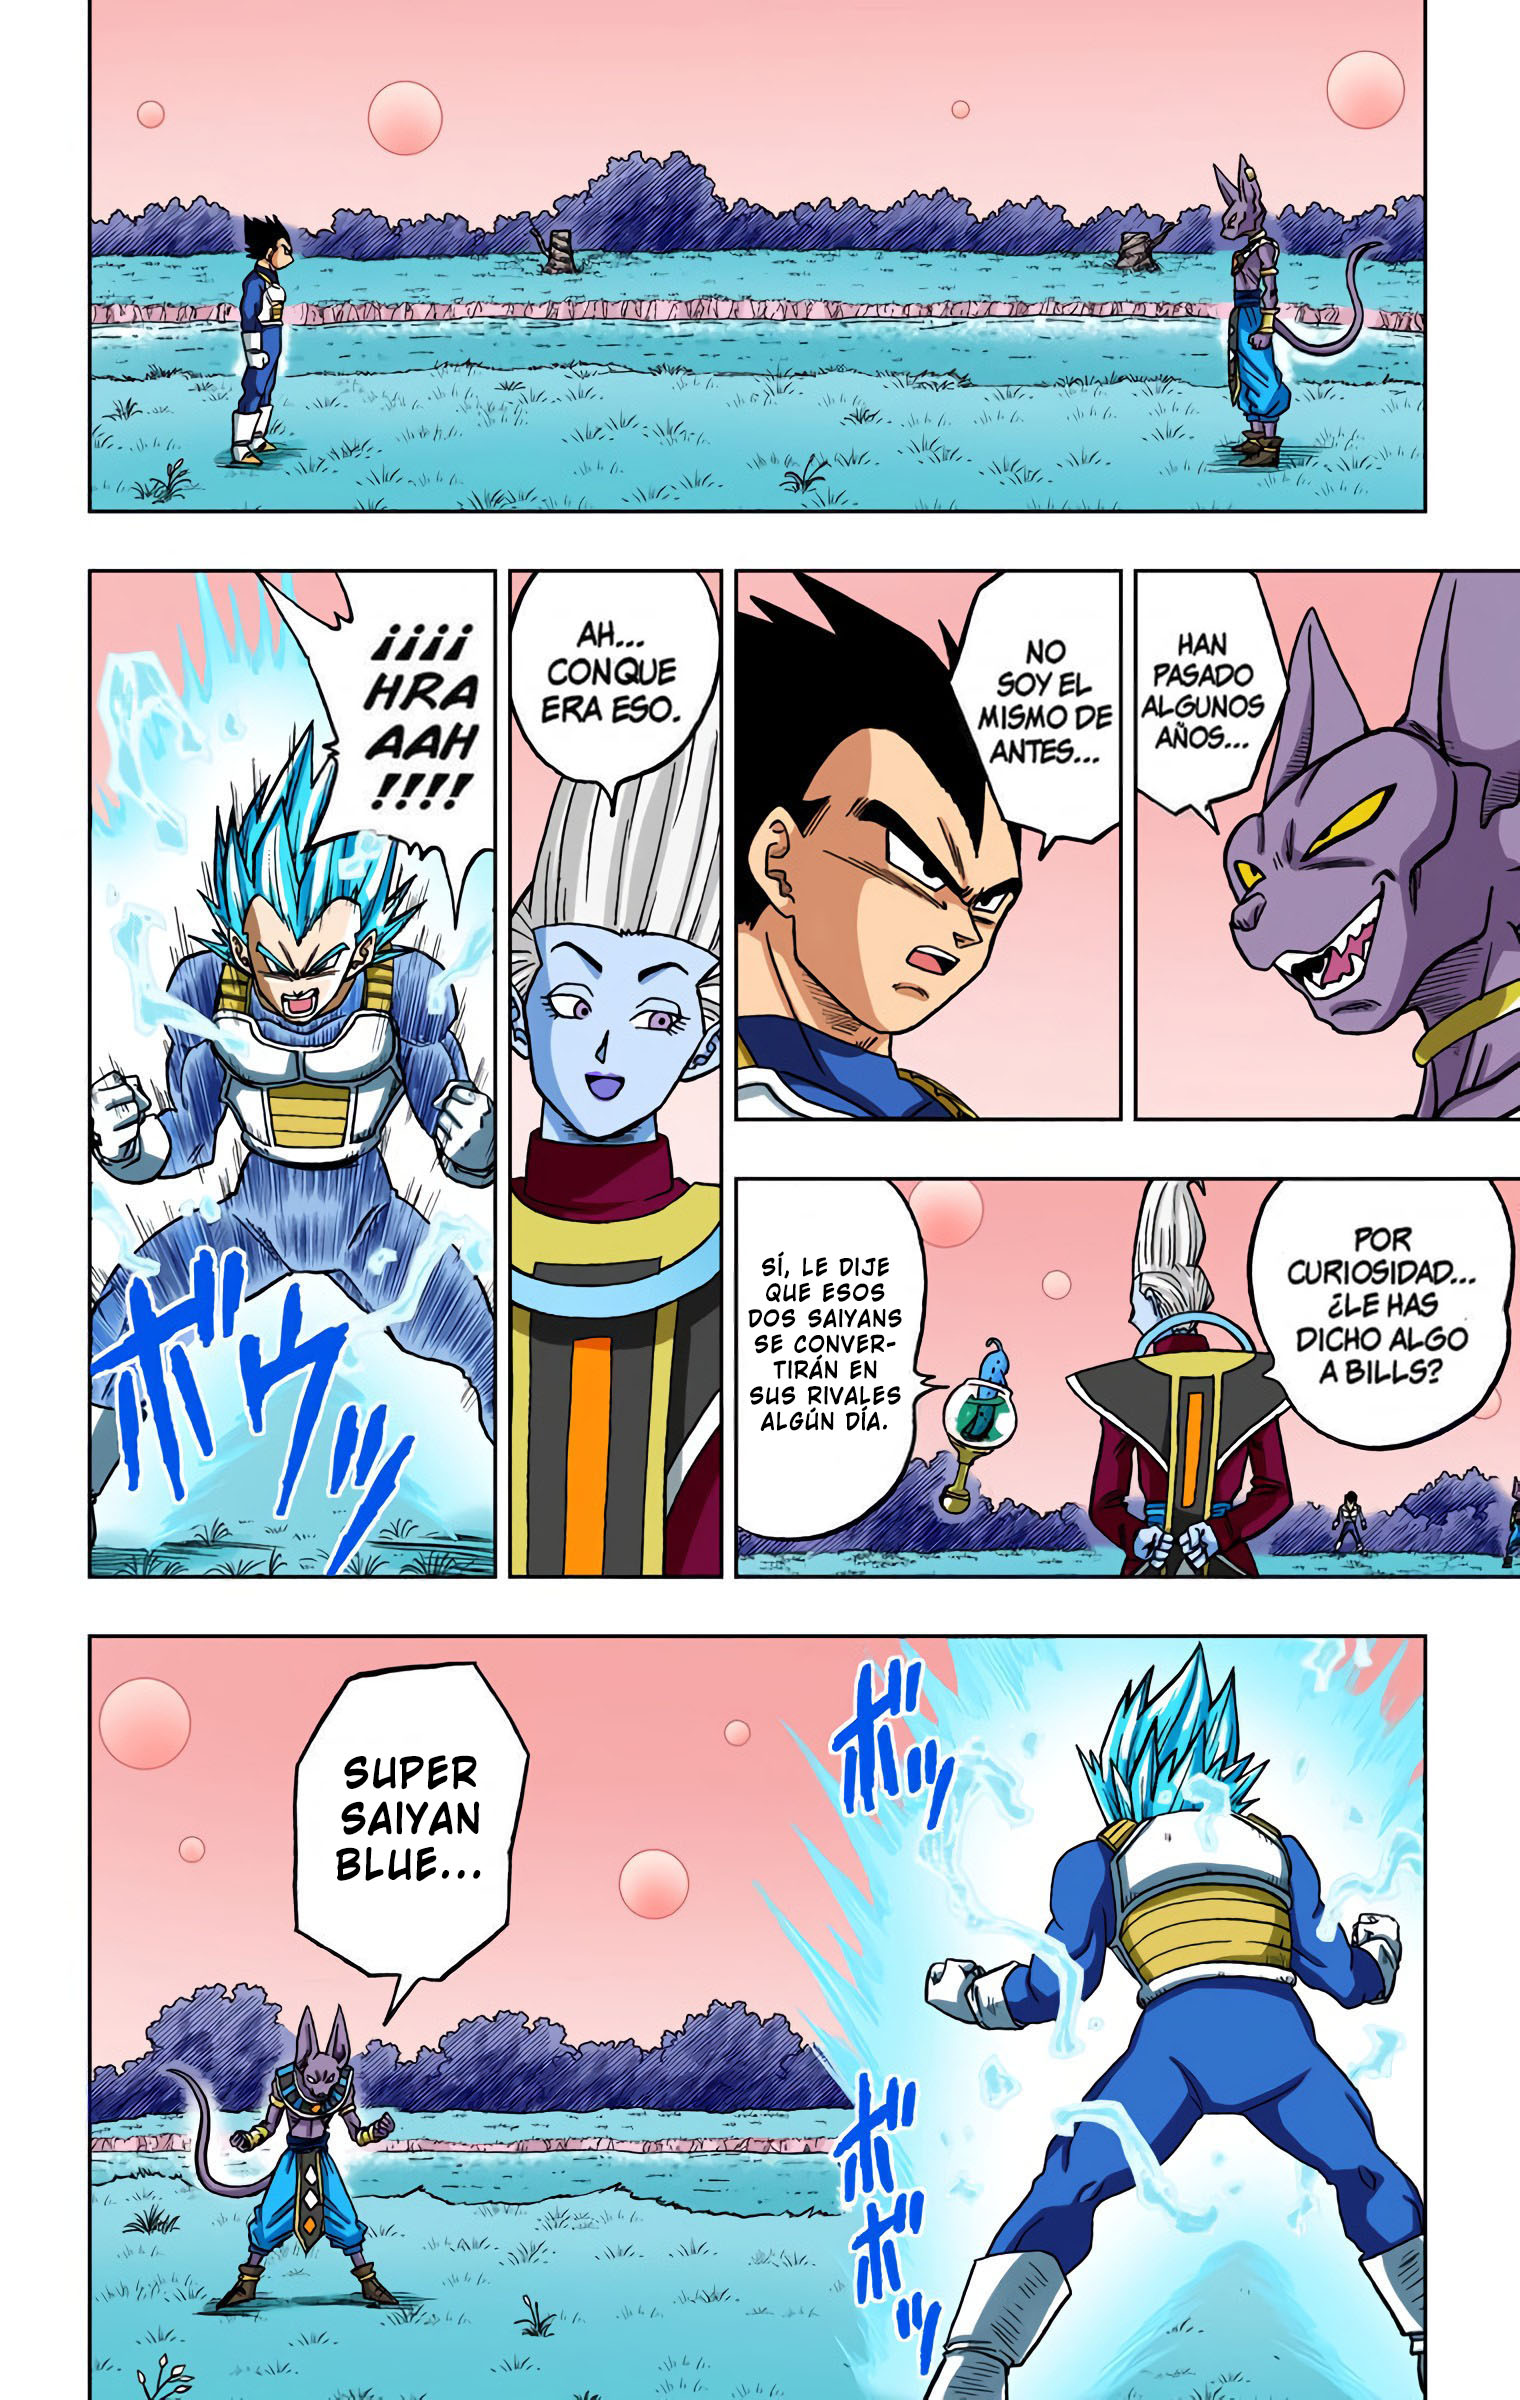 HAN
PASADO
ALGUNOS
AÑOS...
NO
SOY EL
MISMO DE
ANTES...
POR
CURIOSIDAD...
¿LE HAS
DICHO ALGO
A BILLS?
SÍ, LE DIJE
QUE ESOS
DOS SAIYANS
SE CONVER-
TIRÁN EN
SUS RIVALES
ALGÚN DÍA.
AH...
CONQUE
ERA ESO.
¡¡¡¡
HRA
AAH
!!!!
ボウッ
ボッ
SUPER
SAIYAN
BLUE...
ボボッ